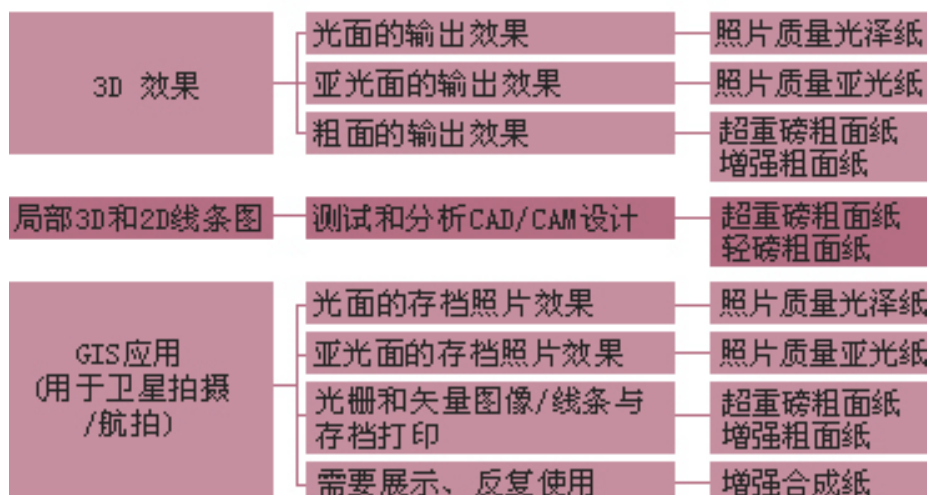 3D 效果
光面的输出效果
照片质量光泽纸
亚光面的输出效果
照片质量亚光纸
粗面的输出效果
超重磅粗面纸
增强粗面纸
局部3D和2D线条图
测试和分析CAD/CAM设计
超重磅粗面纸
轻磅粗面纸
GIS应用
(用于卫星拍摄
/航拍)
光面的存档照片效果
照片质量光泽纸
亚光面的存档照片效果
照片质量亚光纸
光栅和矢量图像/线条与
存档打印
超重磅粗面纸
增强粗面纸
需要展示、反复使用
增强合成纸